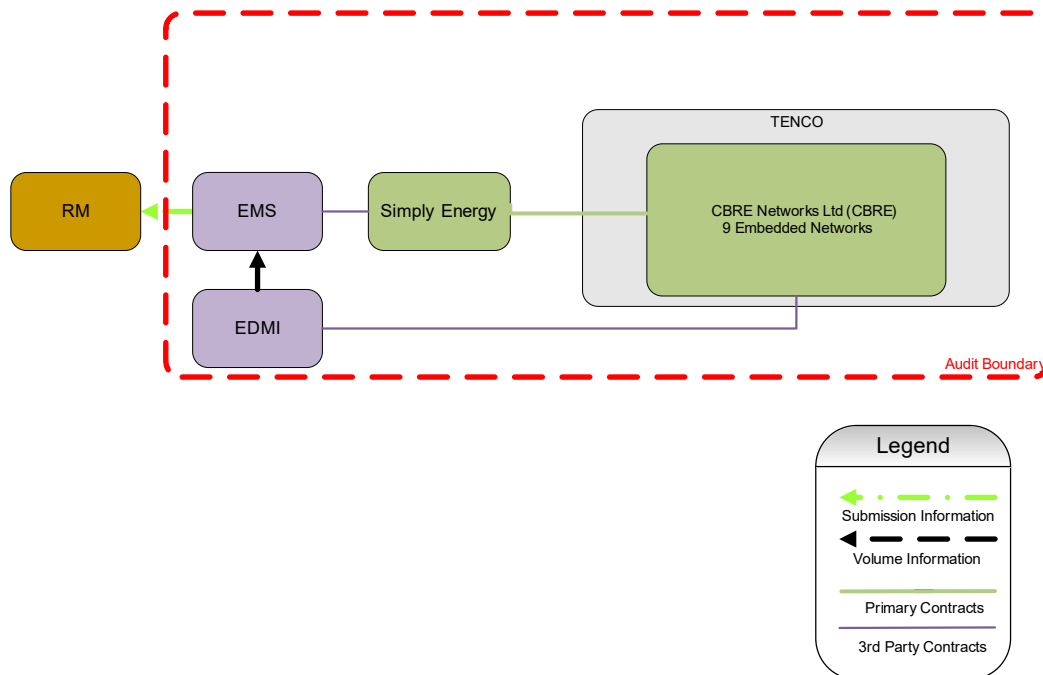 TENCO
RM
EMS
Simply Energy
CBRE Networks Ltd (CBRE)
9 Embedded Networks
EDMI
Audit Boundary
Legend
Submission Information
Volume Information
Primary Contracts
3rd Party Contracts